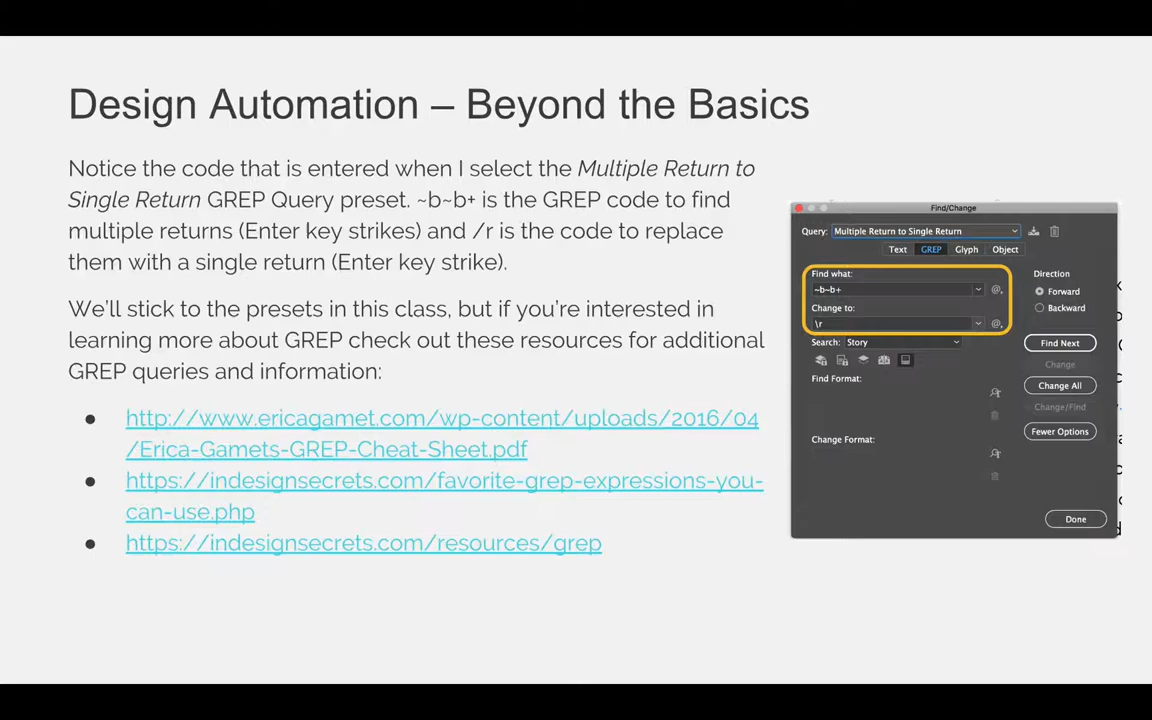 Design Automation – Beyond the Basics
Notice the code that is entered when I select the Multiple Return to
Single Return GREP Query preset. ~b~b+ is the GREP code to find
multiple returns (Enter key strikes) and /r is the code to replace
them with a single return (Enter key strike).
We'll stick to the presets in this class, but if you're interested in
learning more about GREP check out these resources for additional
GREP queries and information:
● http://www.ericagamet.com/wp-content/uploads/2016/04
/Erica-Gamets-GREP-Cheat-Sheet.pdf
● https://indesignsecrets.com/favorite-grep-expressions-you-
can-use.php
● https://indesignsecrets.com/resources/grep
Find/Change
Query: Multiple Return to Single Return
Text GREP Glyph Object
Find what:
~b~b+
Change to:
\r
Search: Story
Find Format:
Change Format:
Direction
Forward
Backward
Find Next
Change
Change All
Change/Find
Fewer Options
Done